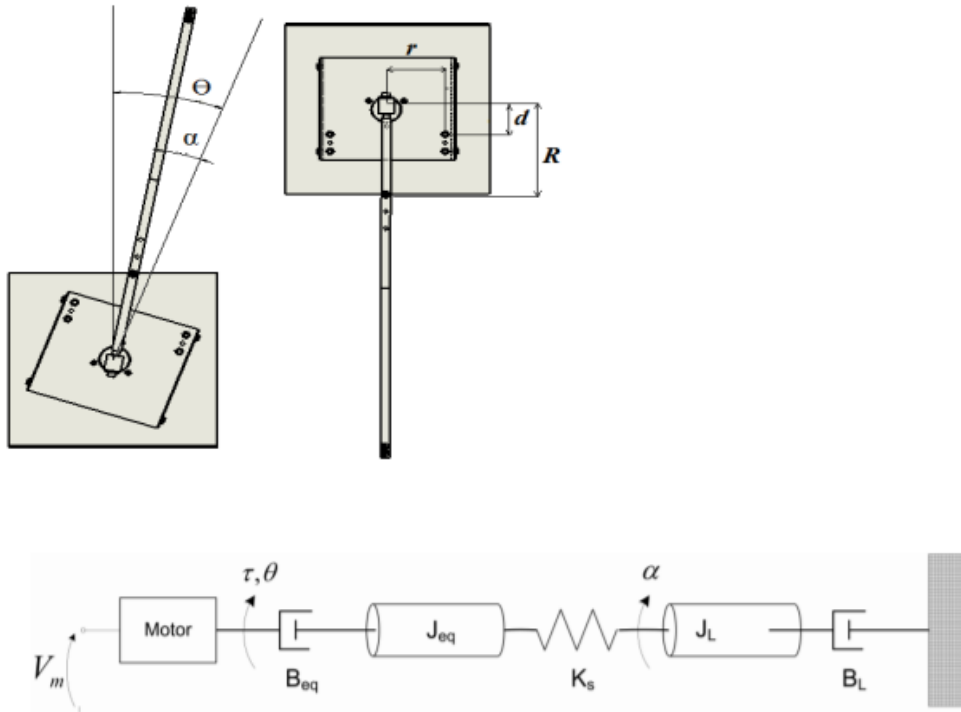 Θ
α
r
d
R
τ,θ
α
Motor
J_eq
J_L
V_m
B_eq
K_s
B_L